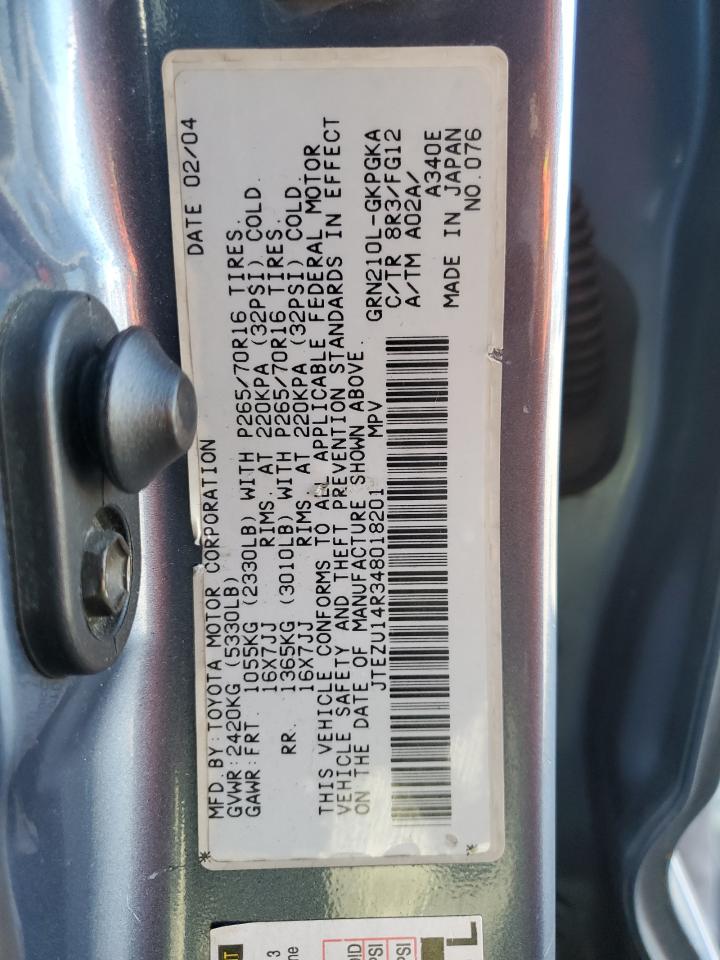 DATE 02/04
MFD.BY:TOYOTA MOTOR CORPORATION
GVWR:2420KG (5330LB)
GAWR:FRT. 1055KG (2330LB) WITH P265/70R16 TIRES.
16X7JJ RIMS. AT 220KPA (32PSI) COLD.
RR. 1365KG (3010LB) WITH P265/70R16 TIRES.
16X7JJ RIMS. AT 220KPA (32PSI) COLD.
THIS VEHICLE CONFORMS TO ALL APPLICABLE FEDERAL MOTOR
VEHICLE SAFETY AND THEFT PREVENTION STANDARDS IN EFFECT
ON THE DATE OF MANUFACTURE SHOWN ABOVE.
JTEZU14R348018201 MPV
GRN210L-GKPGKA
C/TR 8R3/FG12
A/TM A02A/
A340E
MADE IN JAPAN
NO.076
3
PSI
PSI
L